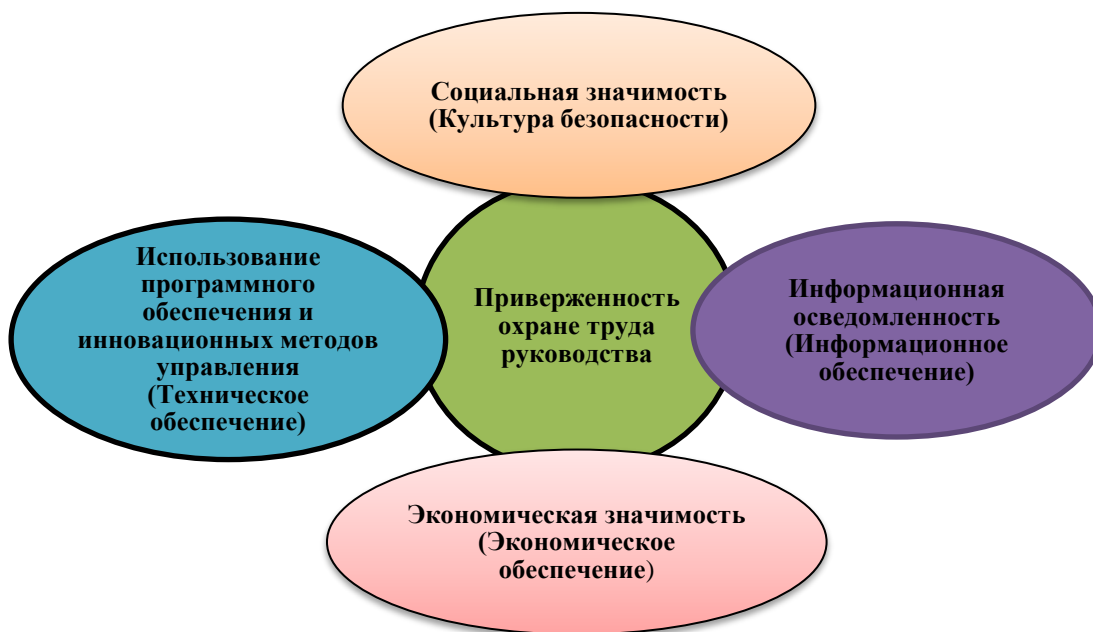 Социальная значимость
(Культура безопасности)
Использование
программного
обеспечения и
инновационных методов
управления
(Техническое
обеспечение)
Приверженность
охране труда
руководства
Информационная
осведомленность
(Информационное
обеспечение)
Экономическая значимость
(Экономическое
обеспечение)